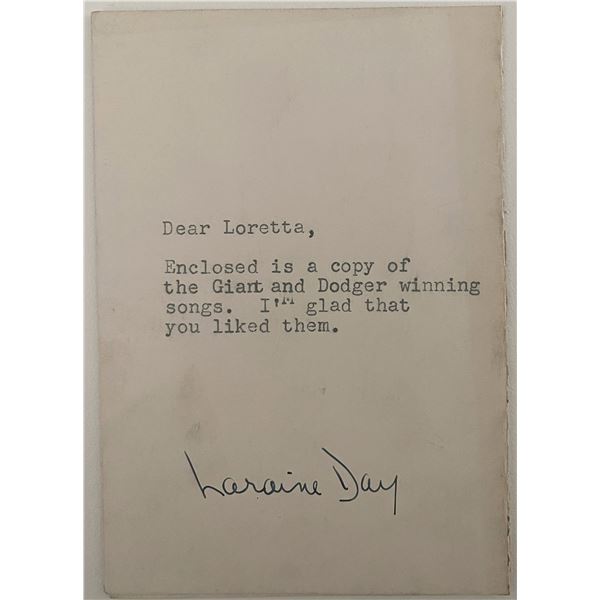 Dear Loretta,
Enclosed is a copy of
the Giant and Dodger winning
songs. I'm glad that
you liked them.
Laraine Day